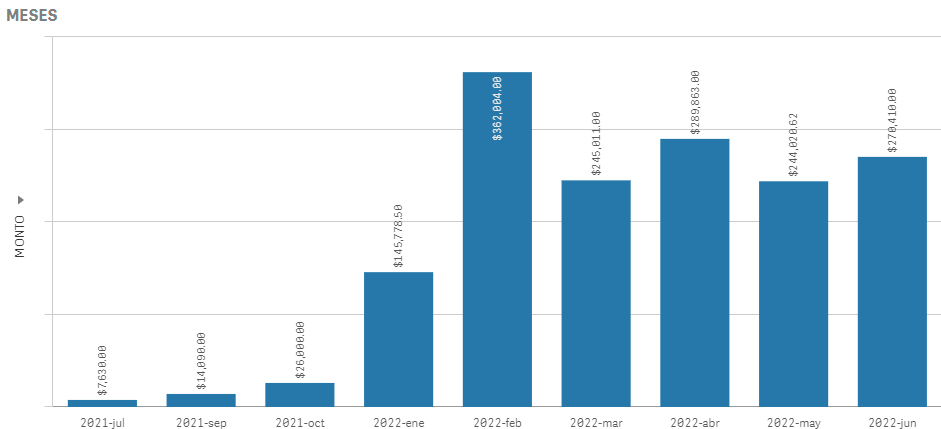 MESES
MONTO
$7,630.00
$14,090.00
$26,000.00
$145,778.50
$362,004.00
$245,011.00
$289,863.00
$244,020.62
$270,410.00
2021-jul
2021-sep
2021-oct
2022-ene
2022-feb
2022-mar
2022-abr
2022-may
2022-jun